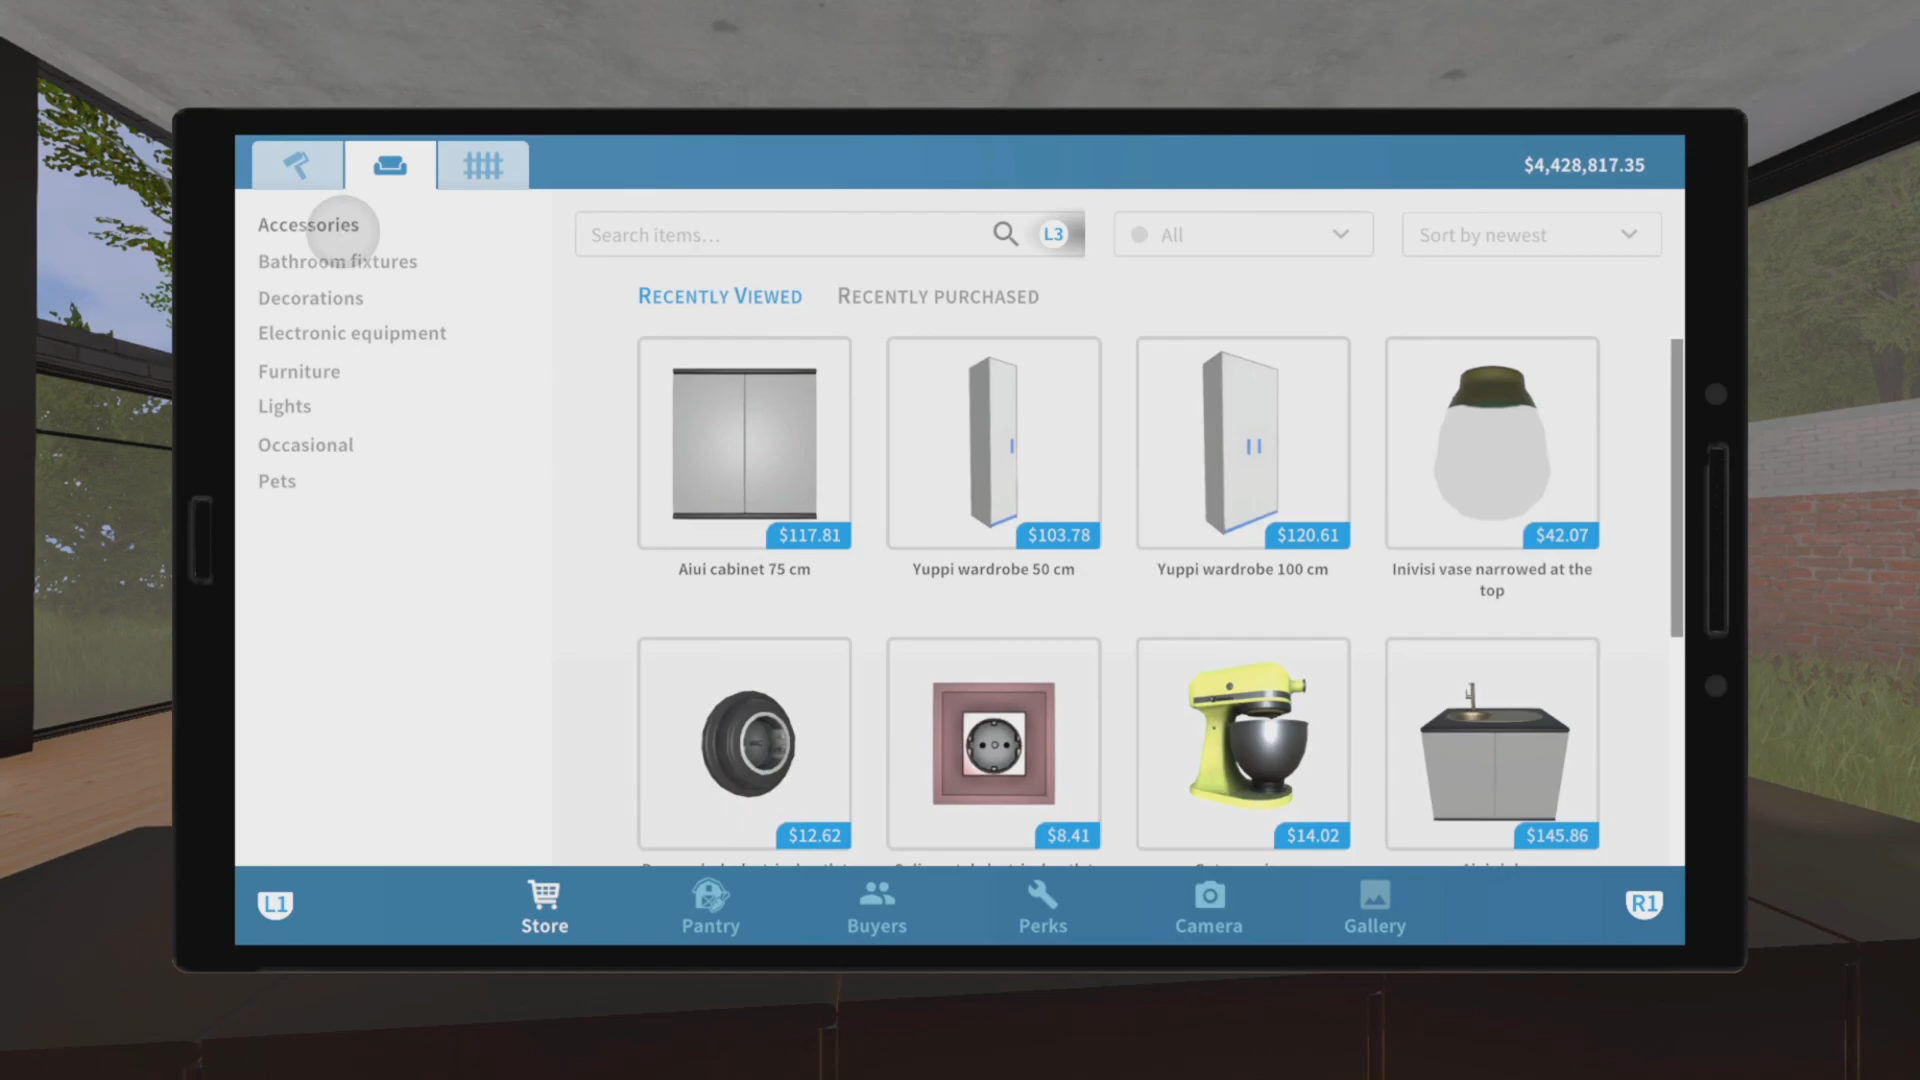 $4,428,817.35
Accessories
Bathroom fixtures
Decorations
Electronic equipment
Furniture
Lights
Occasional
Pets
Search items...
L3
All
Sort by newest
RECENTLY VIEWED
RECENTLY PURCHASED
$117.81
$103.78
$120.61
$42.07
Aiui cabinet 75 cm
Yuppi wardrobe 50 cm
Yuppi wardrobe 100 cm
Inivisi vase narrowed at the
top
$12.62
$8.41
$14.02
$145.86
L1
Store
Pantry
Buyers
Perks
Camera
Gallery
R1